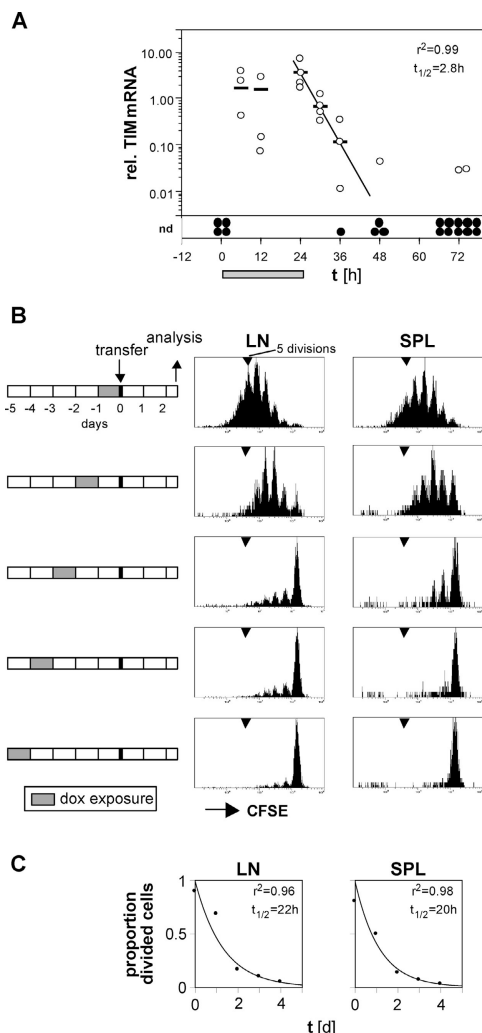 A
10.00
1.00
0.10
0.01
rel. TIM mRNA
r²=0.99
t1/2=2.8h
nd
-12 0 12 24 36 48 60 72
t [h]
B
transfer
analysis
-5 -4 -3 -2 -1 0 1 2
days
LN
5 divisions
SPL
dox exposure
CFSE
C
LN
SPL
proportion
divided cells
1
0.5
0
r²=0.96
t1/2=22h
r²=0.98
t1/2=20h
0 2 4
0 2 4
t [d]